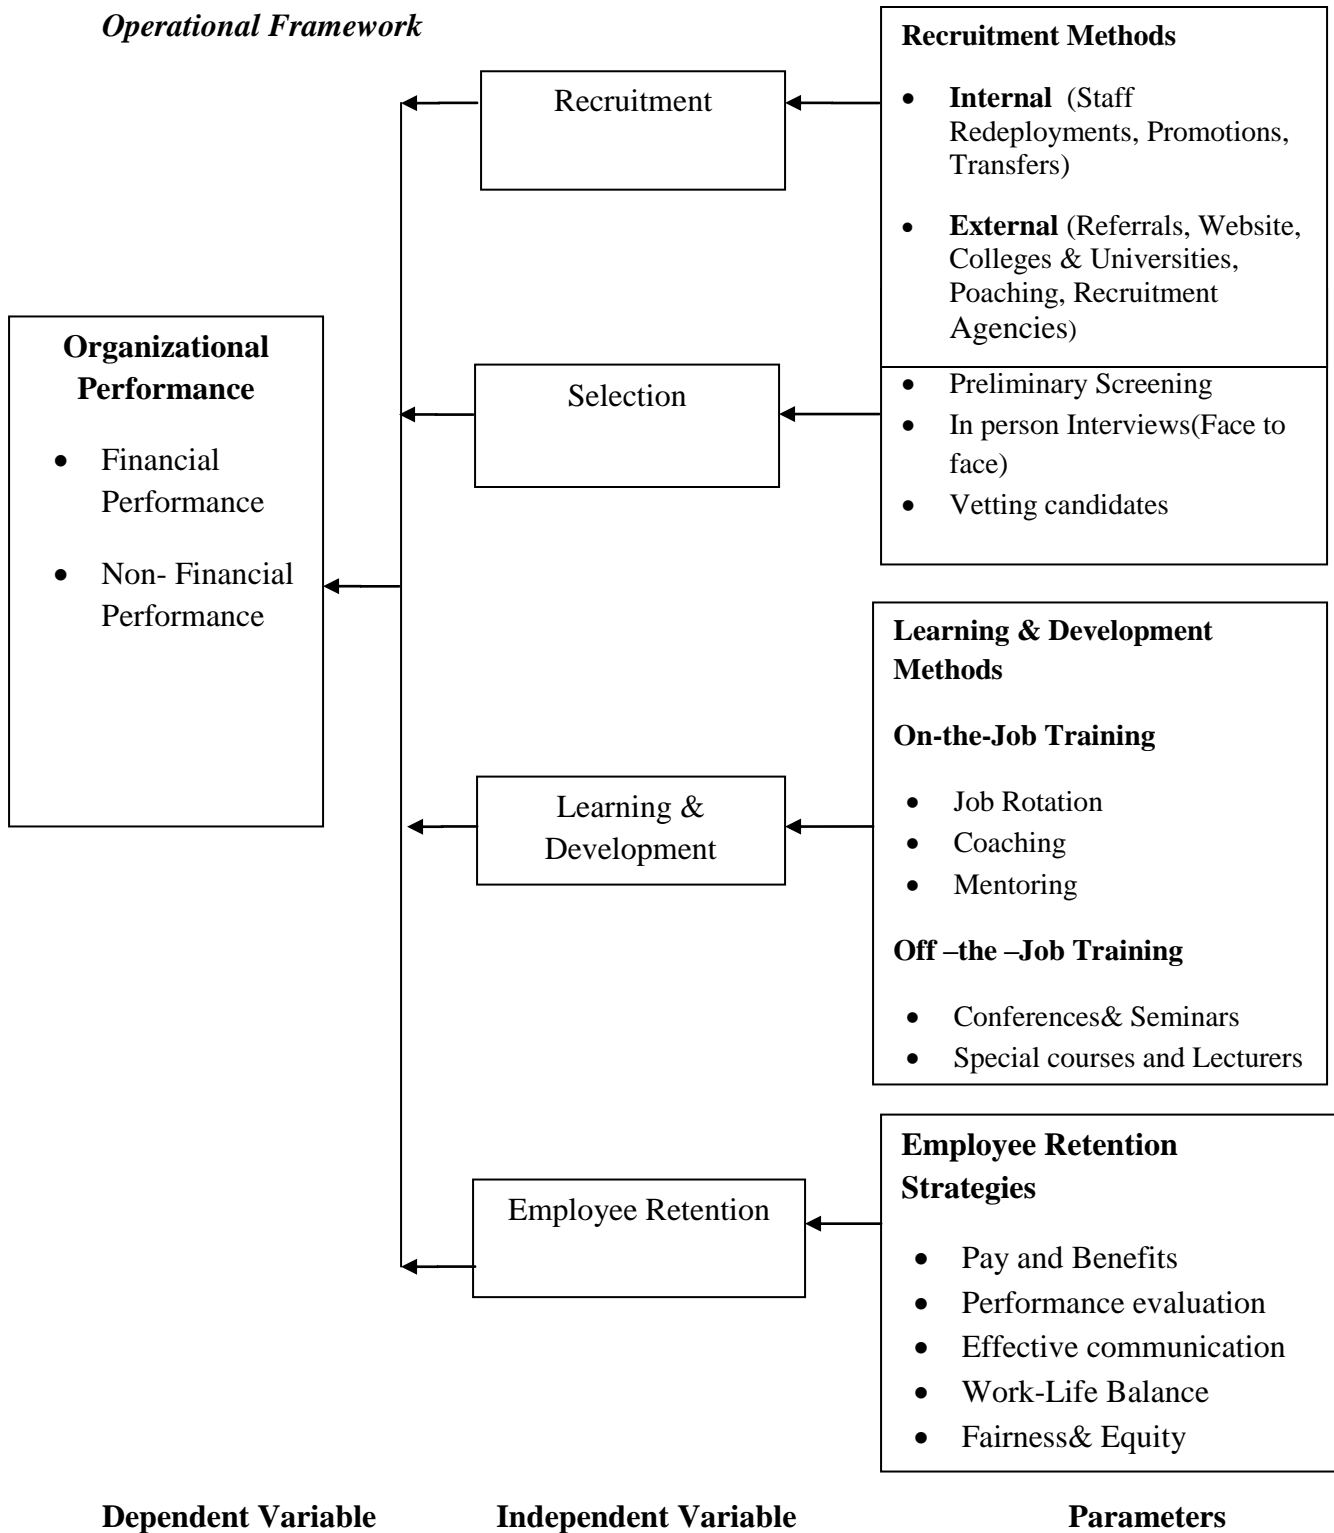 Operational Framework
Recruitment Methods
Recruitment
• Internal  (Staff
Redeployments, Promotions,
Transfers)
• External (Referrals, Website,
Colleges & Universities,
Poaching, Recruitment
Agencies)
Organizational
Performance
• Financial
Performance
• Non- Financial
Performance
Selection
• Preliminary Screening
• In person Interviews(Face to
face)
• Vetting candidates
Learning & Development
Methods
On-the-Job Training
• Job Rotation
• Coaching
• Mentoring
Off –the –Job Training
• Conferences& Seminars
• Special courses and Lecturers
Learning &
Development
Employee Retention
Employee Retention
Strategies
• Pay and Benefits
• Performance evaluation
• Effective communication
• Work-Life Balance
• Fairness& Equity
Dependent Variable
Independent Variable
Parameters